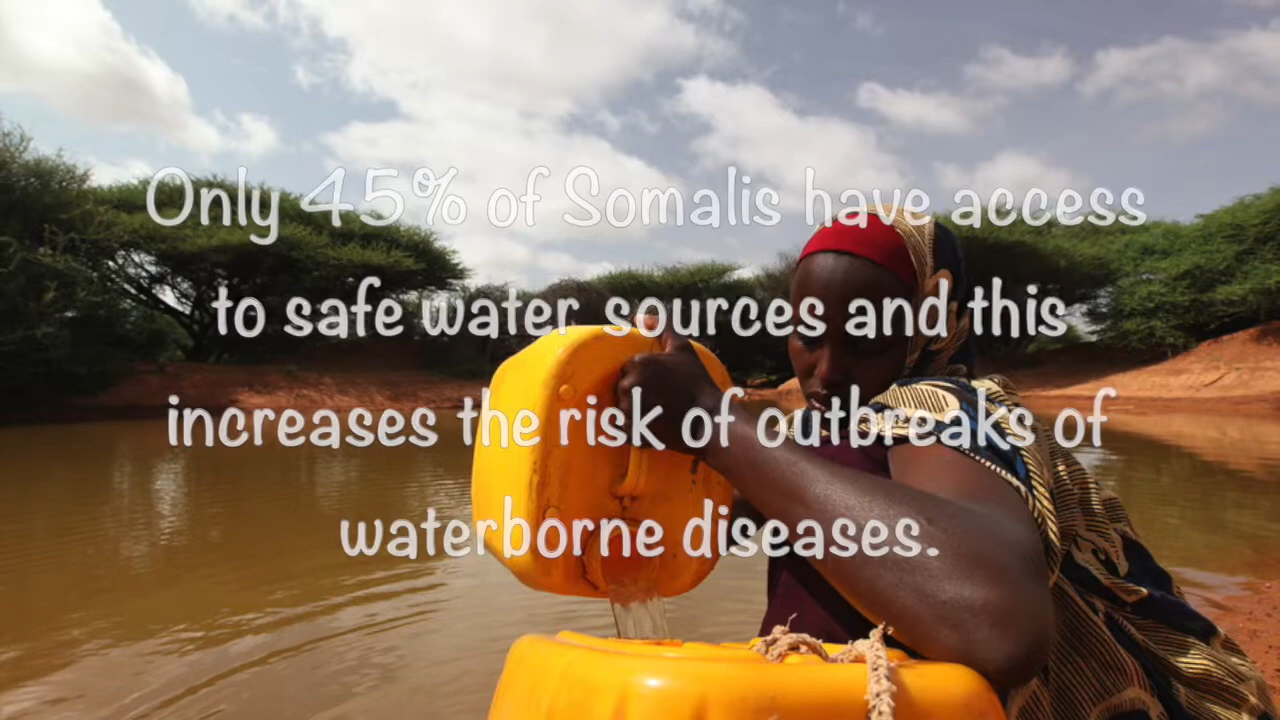 Only 45% of Somalis have access
to safe water sources and this
increases the risk of outbreaks of
waterborne diseases.